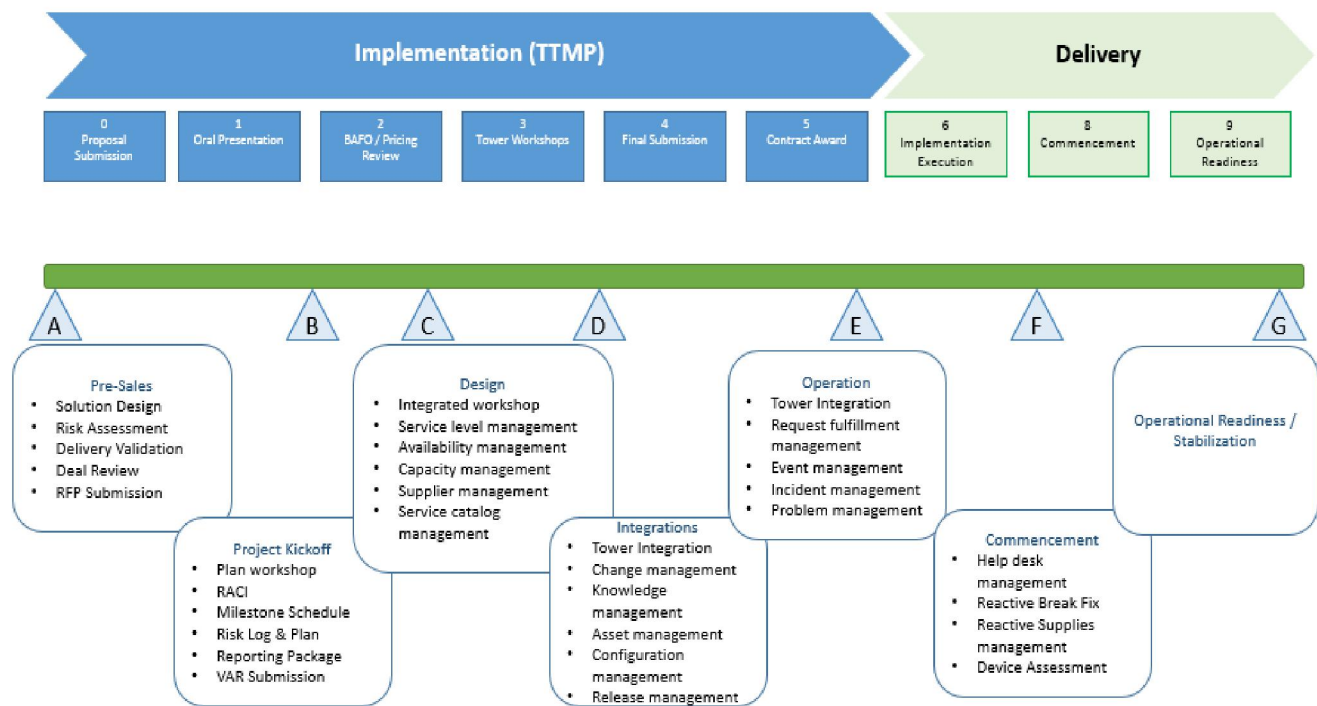 Implementation (TTMP)
Delivery
0
Proposal
Submission
1
Oral Presentation
2
BAFO / Pricing
Review
3
Tower Workshops
4
Final Submission
5
Contract Award
6
Implementation
Execution
8
Commencement
9
Operational
Readiness
A
B
C
D
E
F
G
Pre-Sales
• Solution Design
• Risk Assessment
• Delivery Validation
• Deal Review
• RFP Submission
Project Kickoff
• Plan workshop
• RACI
• Milestone Schedule
• Risk Log & Plan
• Reporting Package
• VAR Submission
Design
• Integrated workshop
• Service level management
• Availability management
• Capacity management
• Supplier management
• Service catalog
management
Integrations
• Tower Integration
• Change management
• Knowledge
management
• Asset management
• Configuration
management
• Release management
Operation
• Tower Integration
• Request fulfillment
management
• Event management
• Incident management
• Problem management
Commencement
• Help desk
management
• Reactive Break Fix
• Reactive Supplies
management
• Device Assessment
Operational Readiness /
Stabilization